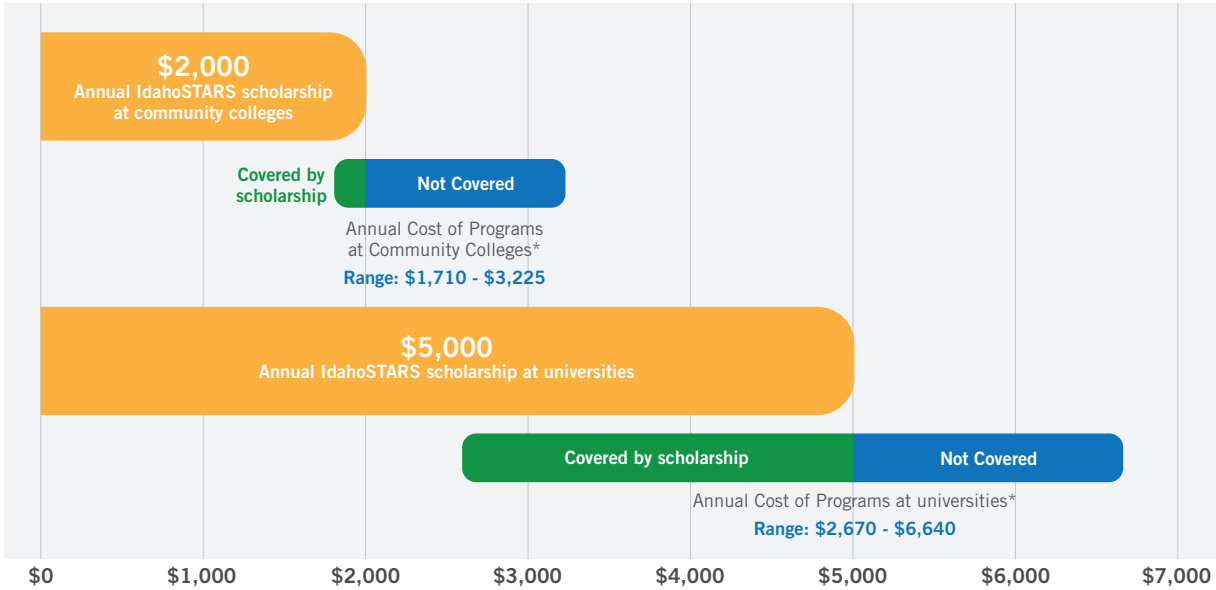 $2,000
Annual IdahoSTARS scholarship
at community colleges
Covered by
scholarship
Not Covered
Annual Cost of Programs
at Community Colleges*
Range: $1,710 - $3,225
$5,000
Annual IdahoSTARS scholarship at universities
Covered by scholarship
Not Covered
Annual Cost of Programs at universities*
Range: $2,670 - $6,640
$0 $1,000 $2,000 $3,000 $4,000 $5,000 $6,000 $7,000